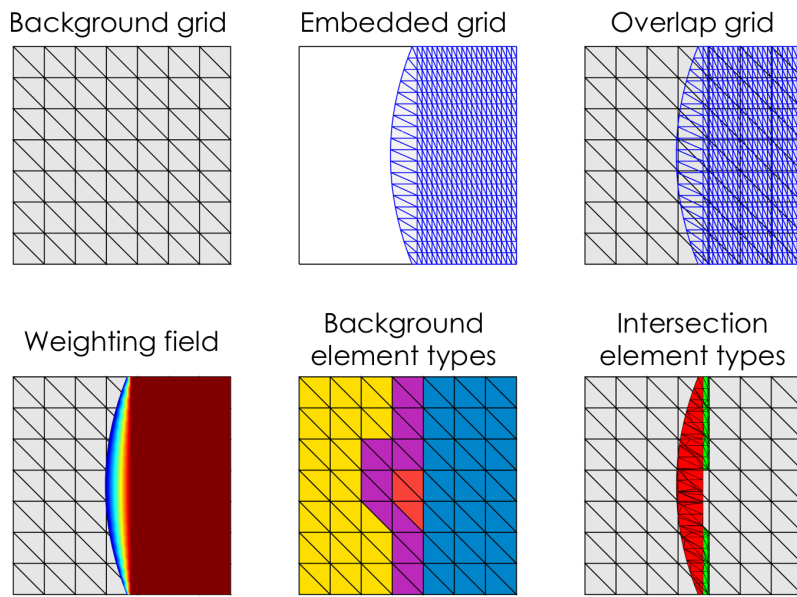 Background grid
Embedded grid
Overlap grid
Weighting field
Background
element types
Intersection
element types